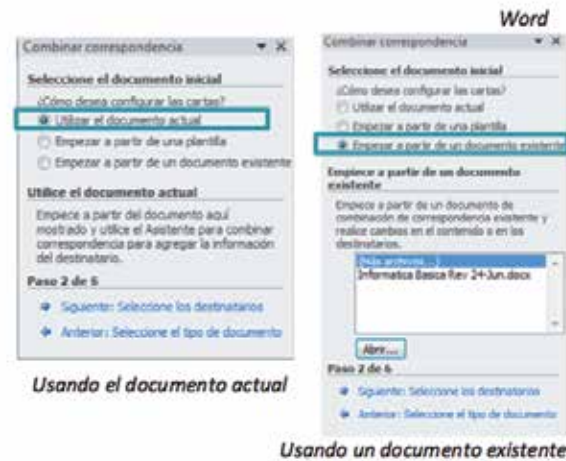 Word
Combinar correspondencia
Seleccione el documento inicial
¿Cómo desea configurar las cartas?
Utilizar el documento actual
Empezar a partir de una plantilla
Empezar a partir de un documento existente
Utilice el documento actual
Empiece a partir del documento aquí
mostrado y utilice el Asistente para combinar
correspondencia para agregar la información
del destinatario.
Paso 2 de 6
Siguiente: Seleccione los destinatarios
Anterior: Seleccione el tipo de documento
Usando el documento actual
Combinar correspondencia
Seleccione el documento inicial
¿Cómo desea configurar las cartas?
Utilizar el documento actual
Empezar a partir de una plantilla
Empezar a partir de un documento existente
Empiece a partir de un documento
existente
Empiece a partir de un documento de
combinación de correspondencia existente y
realice cambios en el contenido o en los
destinatarios.
(Más archivos...)
Informatica Basica Rev 24-Jun.docx
Abrir...
Paso 2 de 6
Siguiente: Seleccione los destinatarios
Anterior: Seleccione el tipo de documento
Usando un documento existente